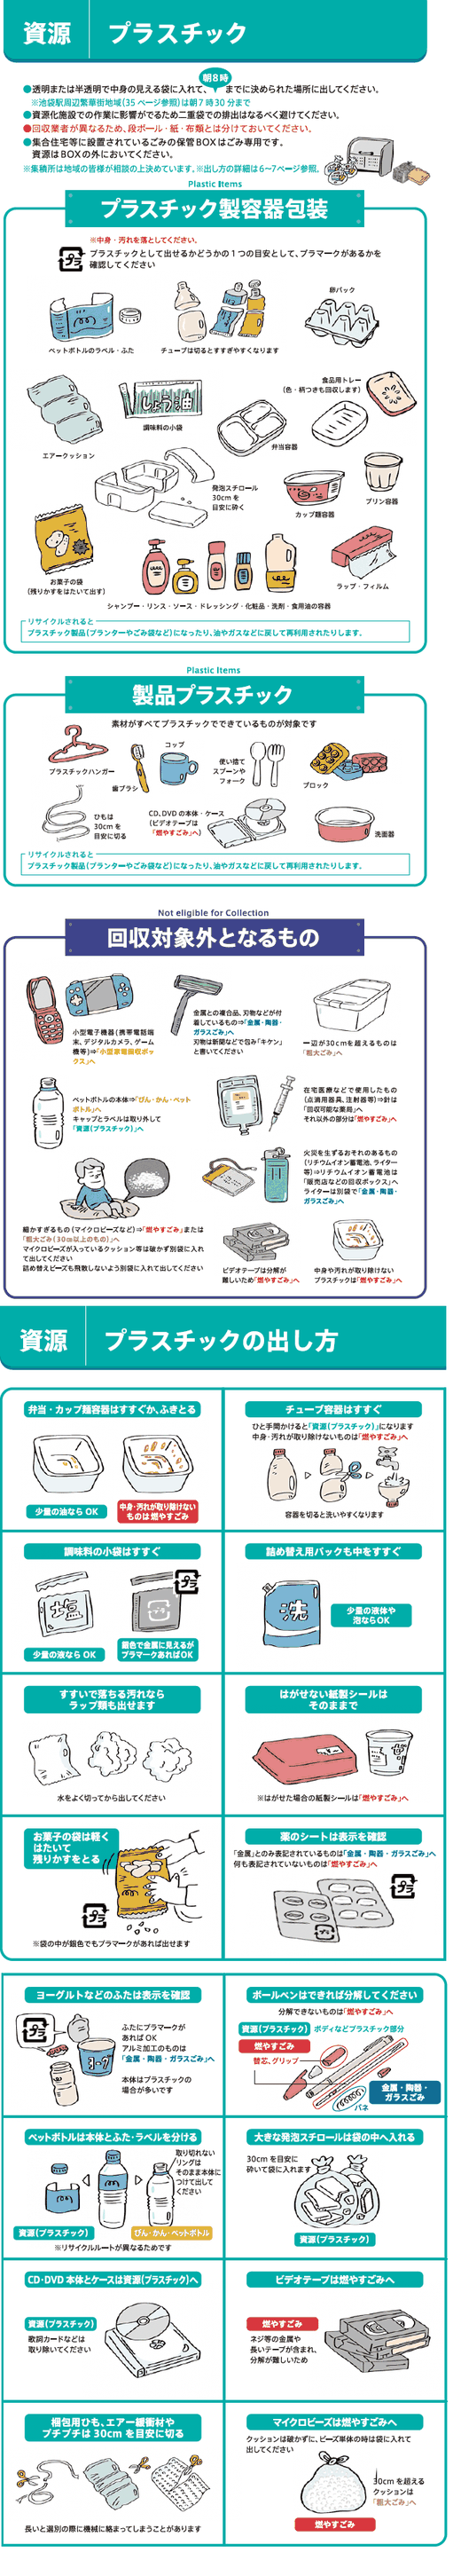 資源 プラスチック
朝8時
●透明または半透明で中身の見える袋に入れて、までに決められた場所に出してください。
※池袋駅周辺繁華街地域(35ページ参照)は朝7時30分まで
●資源化施設での作業に影響がでるため二重袋での排出はなるべく避けてください。
●回収業者が異なるため、段ボール・紙・布類とは分けておいてください。
●集合住宅等に設置されているごみの保管BOXはごみ専用です。
資源はBOXの外においてください。
※集積所は地域の皆様が相談の上決めています。※出し方の詳細は6~7ページ参照。
Plastic Items
プラスチック製容器包装
※中身・汚れを落としてください。
プラ
プラスチックとして出せるかどうかの1つの目安として、プラマークがあるかを
確認してください
卵パック
ペットボトルのラベル・ふた
チューブは切るとすすぎやすくなります
食品用トレー
(色・柄つきも回収します)
しょう油
調味料の小袋
エアークッション
弁当容器
発泡スチロール
30cmを
目安に砕く
カップ麺容器
プリン容器
お菓子の袋
(残りかすをはたいて出す)
ラップ・フィルム
シャンプー・リンス・ソース・ドレッシング・化粧品・洗剤・食用油の容器
リサイクルされると
プラスチック製品(プランターやごみ袋など)になったり、油やガスなどに戻して再利用されたりします。
Plastic Items
製品プラスチック
素材がすべてプラスチックでできているものが対象です
プラスチックハンガー
歯ブラシ
コップ
使い捨て
スプーンや
フォーク
ブロック
ひもは
30cmを
目安に切る
CD、DVDの本体・ケース
(ビデオテープは
「燃やすごみ」へ)
洗面器
リサイクルされると
プラスチック製品(プランターやごみ袋など)になったり、油やガスなどに戻して再利用されたりします。
Not eligible for Collection
回収対象外となるもの
小型電子機器(携帯電話端
末、デジタルカメラ、ゲーム
機等)⇒「小型家電回収ボッ
クス」へ
金属との複合品、刃物などが付
着しているもの⇒「金属・陶器・
ガラスごみ」へ
刃物は新聞などで包み「キケン」
と書いてください
一辺が30cmを超えるものは
「粗大ごみ」へ
ペットボトルの本体⇒「びん・かん・ペット
ボトル」へ
キャップとラベルは取り外して
「資源(プラスチック)」へ
在宅医療などで使用したもの
(点滴用器具、注射器等)⇒針は
「回収可能な薬局」へ
それ以外の部分は「燃やすごみ」へ
火災を生ずるおそれのあるもの
(リチウムイオン蓄電池、ライター
等)⇒リチウムイオン蓄電池は
「販売店などの回収ボックス」へ
ライターは別袋で「金属・陶器・
ガラスごみ」へ
細かすぎるもの(マイクロビーズなど)⇒「燃やすごみ」または
「粗大ごみ(30cm以上のもの)」へ
マイクロビーズが入っているクッション等は破かず別袋に入れ
て出してください
詰め替えビーズも飛散しないよう別袋に入れて出してください
ビデオテープは分解が
難しいため「燃やすごみ」へ
中身や汚れが取り除けない
プラスチックは「燃やすごみ」へ
資源 プラスチックの出し方
弁当・カップ麺容器はすすぐか、ふきとる
少量の油ならOK
中身・汚れが取り除けない
ものは燃やすごみ
チューブ容器はすすぐ
ひと手間かけると「資源(プラスチック)」になります
中身・汚れが取り除けないものは「燃やすごみ」へ
容器を切ると洗いやすくなります
調味料の小袋はすすぐ
塩
プラ
プラ
少量の液ならOK
銀色で金属に見えるが
プラマークあればOK
詰め替え用パックも中をすすぐ
洗
少量の液体や
泡ならOK
すすいで落ちる汚れなら
ラップ類も出せます
水をよく切ってから出してください
はがせない紙製シールは
そのままで
※はがせた場合の紙製シールは「燃やすごみ」へ
お菓子の袋は軽く
はたいて
残りかすをとる
プラ
※袋の中が銀色でもプラマークがあれば出せます
薬のシートは表示を確認
「金属」とのみ表記されているものは「金属・陶器・ガラスごみ」へ
何も表記されていないものは「燃やすごみ」へ
プラ
プラ
ヨーグルトなどのふたは表示を確認
プラ
ふたにプラマークが
あればOK
アルミ加工のものは
「金属・陶器・ガラスごみ」へ
本体はプラスチックの
場合が多いです
ボールペンはできれば分解してください
分解できないものは「燃やすごみ」へ
資源(プラスチック) ボディなどプラスチック部分
燃やすごみ
替芯、グリップ
金属・陶器・
ガラスごみ
バネ
ペットボトルは本体とふた・ラベルを分ける
取り切れない
リングは
そのまま本体に
つけて出して
ください
資源(プラスチック)
びん・かん・ペットボトル
※リサイクルルートが異なるためです
大きな発泡スチロールは袋の中へ入れる
30cmを目安に
砕いて袋に入れます
資源(プラスチック)
CD・DVD本体とケースは資源(プラスチック)へ
資源(プラスチック)
歌詞カードなどは
取り除いてください
ビデオテープは燃やすごみへ
燃やすごみ
ネジ等の金属や
長いテープが含まれ、
分解が難しいため
梱包用ひも、エアー緩衝材や
プチプチは30cmを目安に切る
長いと選別の際に機械に絡まってしまうことがあります
マイクロビーズは燃やすごみへ
クッションは破かずに、ビーズ単体の時は袋に入れて
出してください
30cmを超える
クッションは
「粗大ごみ」へ
燃やすごみ